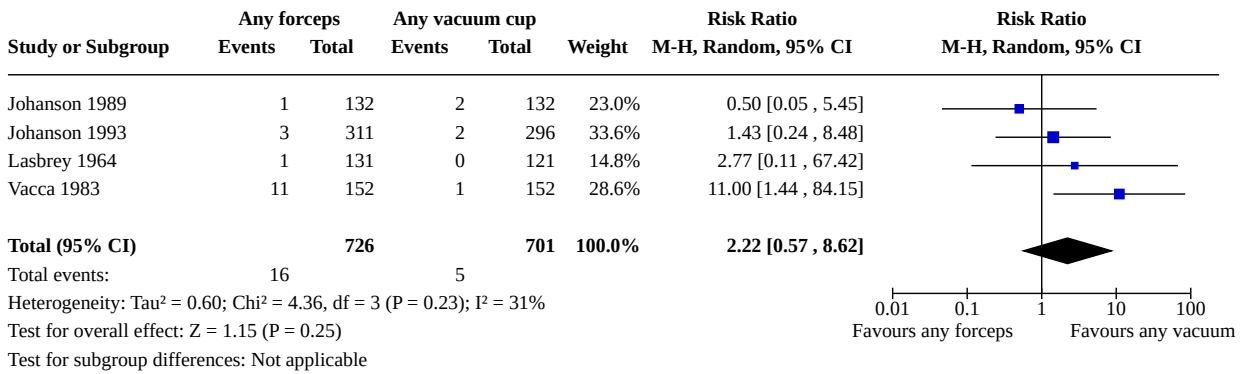 Any forceps Any vacuum cup Risk Ratio Risk Ratio
Study or Subgroup Events Total Events Total Weight M-H, Random, 95% CI M-H, Random, 95% CI
Johanson 1989 1 132 2 132 23.0% 0.50 [0.05 , 5.45]
Johanson 1993 3 311 2 296 33.6% 1.43 [0.24 , 8.48]
Lasbrey 1964 1 131 0 121 14.8% 2.77 [0.11 , 67.42]
Vacca 1983 11 152 1 152 28.6% 11.00 [1.44 , 84.15]
Total (95% CI) 726 701 100.0% 2.22 [0.57 , 8.62]
Total events: 16 5
Heterogeneity: Tau² = 0.60; Chi² = 4.36, df = 3 (P = 0.23); I² = 31%
Test for overall effect: Z = 1.15 (P = 0.25)
Test for subgroup differences: Not applicable
0.01 0.1 1 10 100
Favours any forceps Favours any vacuum